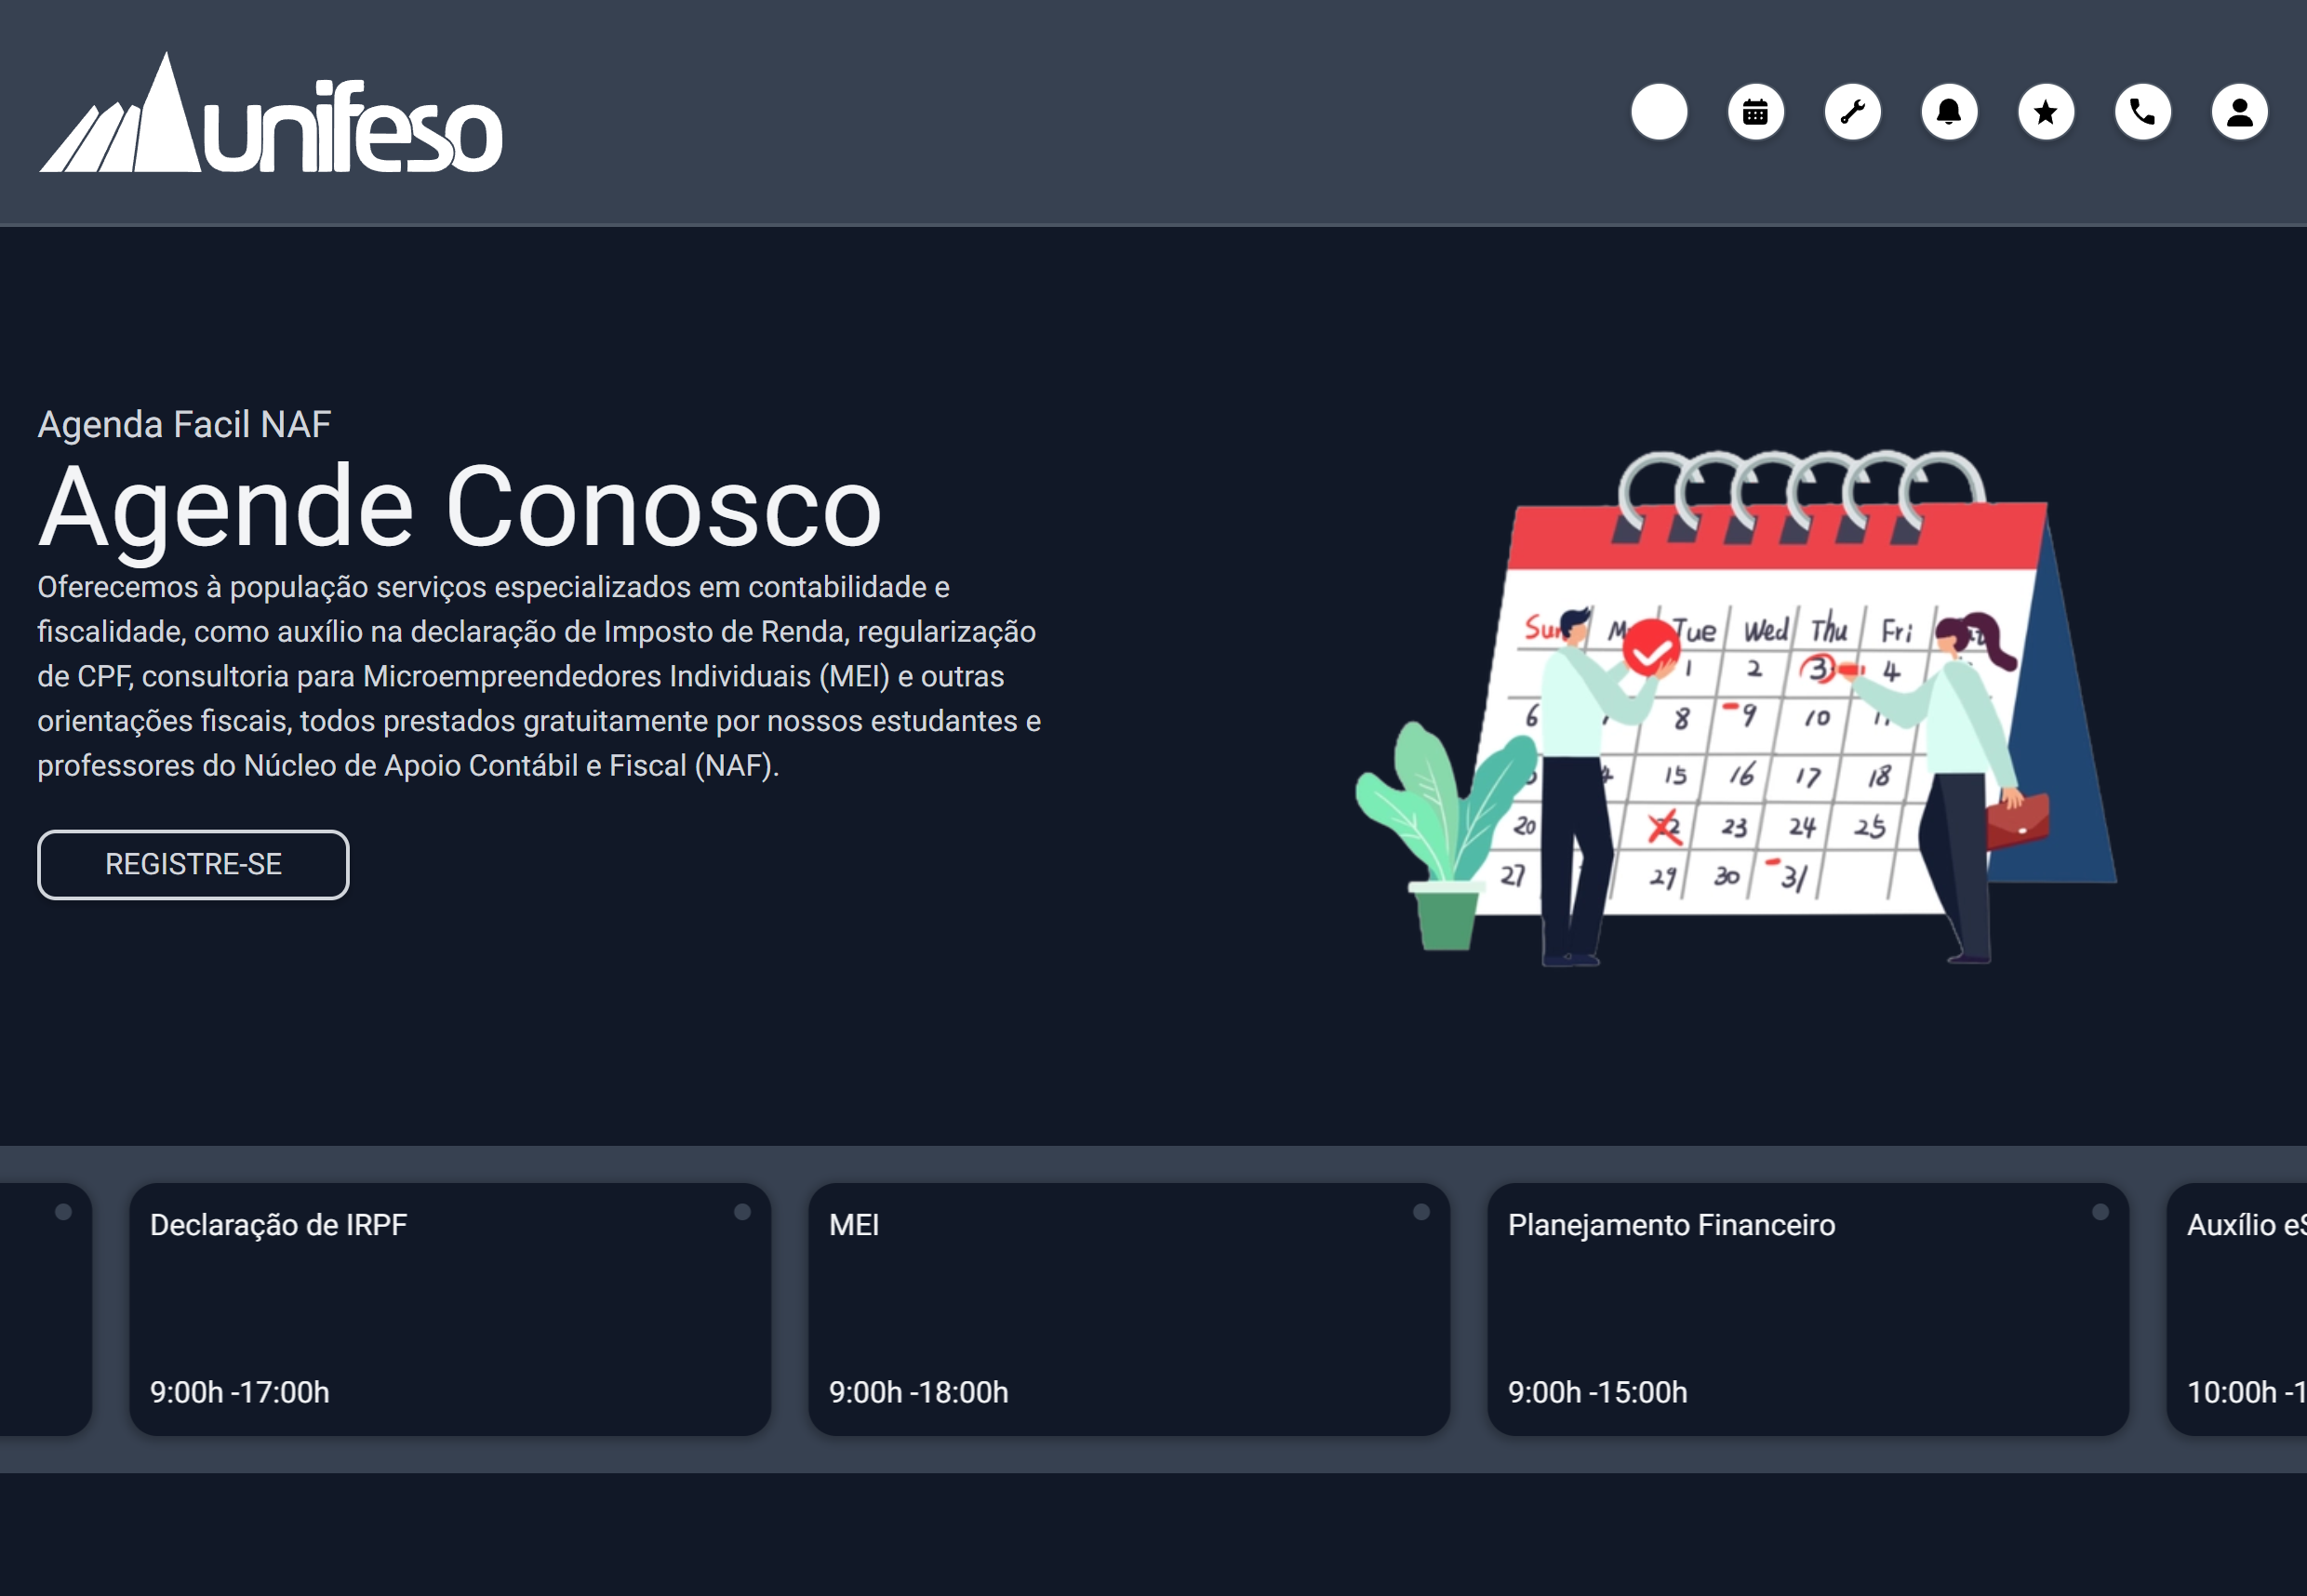 unifeso
Agenda Facil NAF
Agende Conosco
Oferecemos à população serviços especializados em contabilidade e
fiscalidade, como auxílio na declaração de Imposto de Renda, regularização
de CPF, consultoria para Microempreendedores Individuais (MEI) e outras
orientações fiscais, todos prestados gratuitamente por nossos estudantes e
professores do Núcleo de Apoio Contábil e Fiscal (NAF).
REGISTRE-SE
Sun Tue Wed Thu Fri
1 2 3 4
6 8 9 10
15 16 17 18
20 22 23 24 25
27 29 30 31
Declaração de IRPF
9:00h -17:00h
MEI
9:00h -18:00h
Planejamento Financeiro
9:00h -15:00h
Auxílio
10:00h